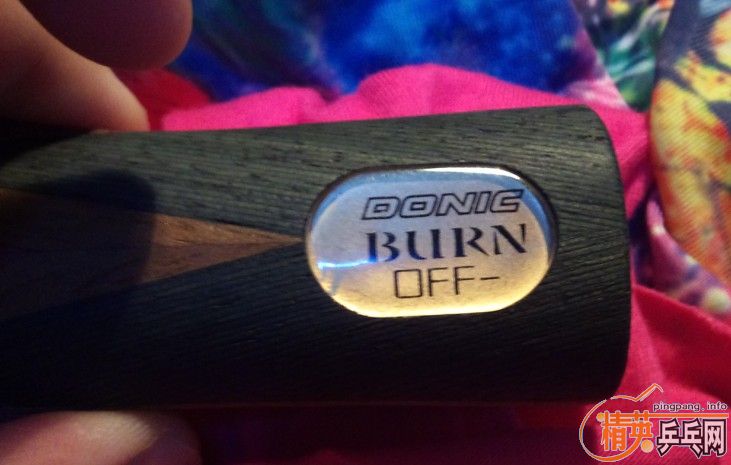 DONIC
BURN
OFF-
pingpang.info
精英乒乓网